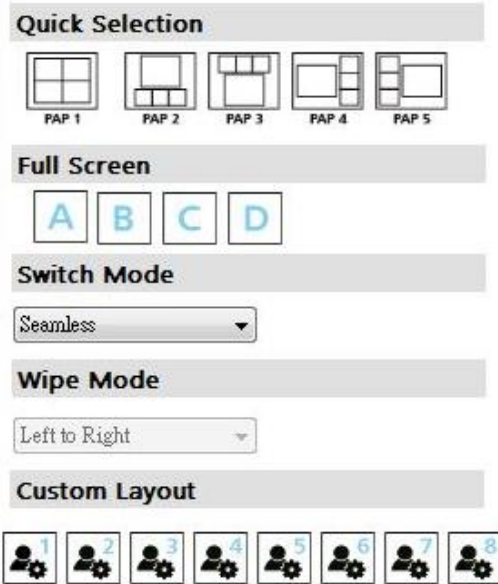 Quick Selection
PAP 1 PAP 2 PAP 3 PAP 4 PAP 5
Full Screen
A B C D
Switch Mode
Seamless
Wipe Mode
Left to Right
Custom Layout
1 2 3 4 5 6 7 8